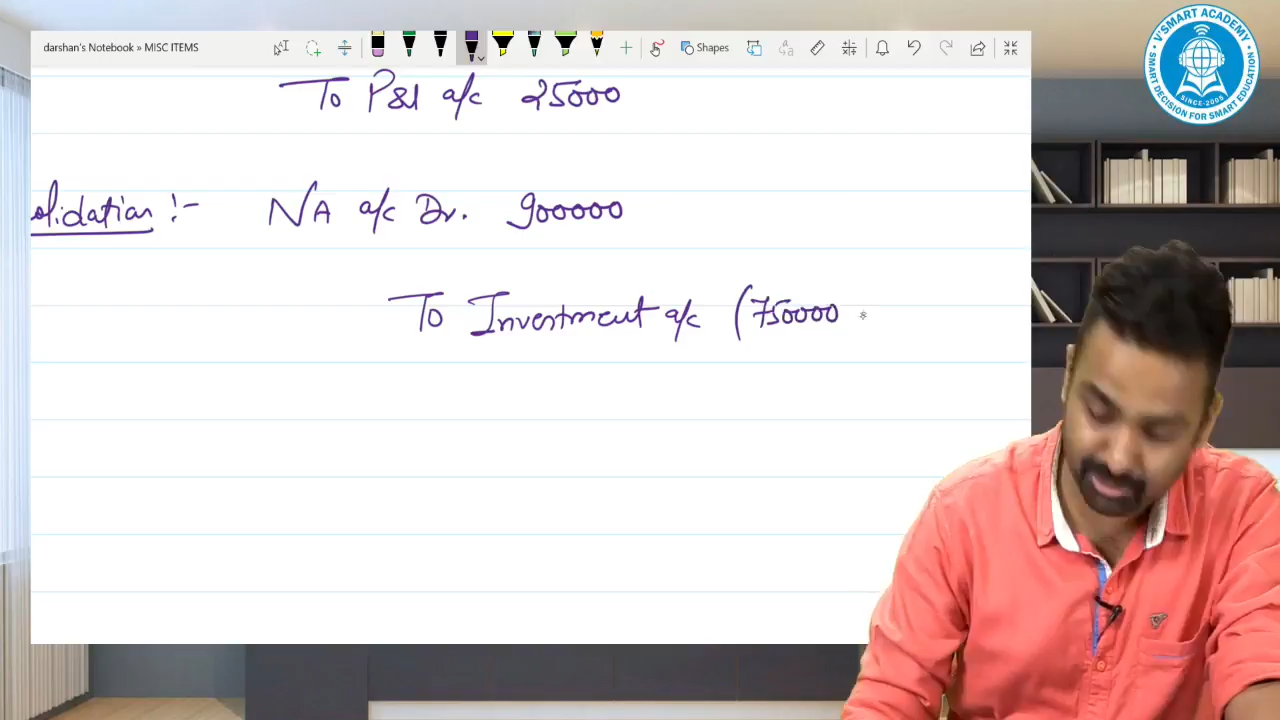 darshan's Notebook » MISC ITEMS
Shapes
V'SMART ACADEMY
SINCE-2005
SMART DECISION FOR SMART EDUCATION
To P&L a/c 25000
olidation :- NA a/c Dr. 900000
To Investment a/c (750000